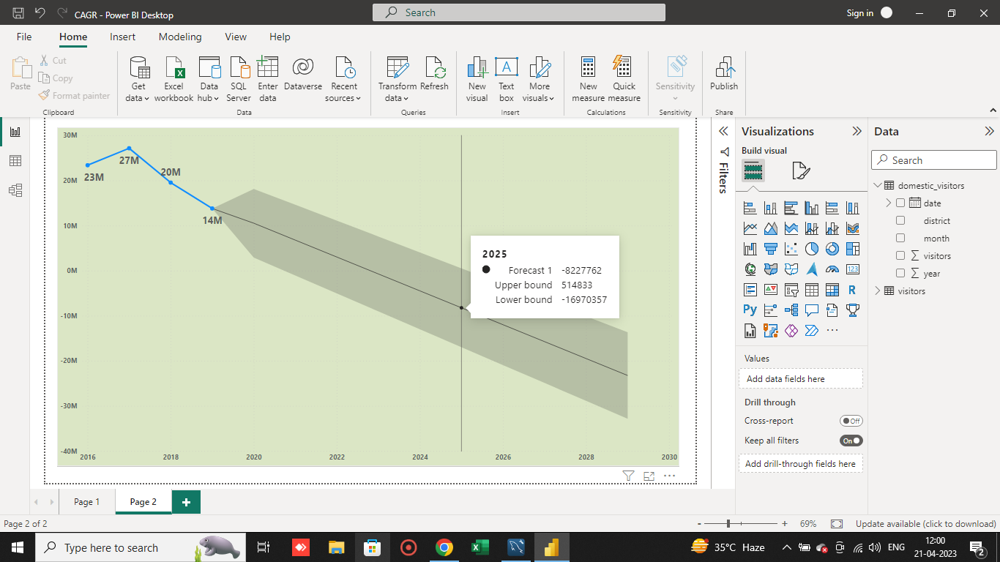 CAGR - Power BI Desktop
Search
Sign in
File Home Insert Modeling View Help
Paste
Cut
Copy
Format painter
Clipboard
Get data
Excel workbook
Data hub
SQL Server
Enter data
Dataverse
Recent sources
Data
Transform data
Refresh
Queries
New visual
Text box
More visuals
Insert
New measure
Quick measure
Calculations
Sensitivity
Sensitivity
Publish
Share
30M
20M
10M
0M
-10M
-20M
-30M
-40M
23M
27M
20M
14M
2025
Forecast 1 -8227762
Upper bound 514833
Lower bound -16970357
2016 2018 2020 2022 2024 2026 2028 2030
Filters
Visualizations
Build visual
123
R
Py
Values
Add data fields here
Drill through
Cross-report Off
Keep all filters On
Add drill-through fields here
Data
Search
domestic_visitors
date
district
month
visitors
year
visitors
Page 1
Page 2
Page 2 of 2
- + 69%
Update available (click to download)
Type here to search
35°C Haze
ENG
12:00
21-04-2023
2